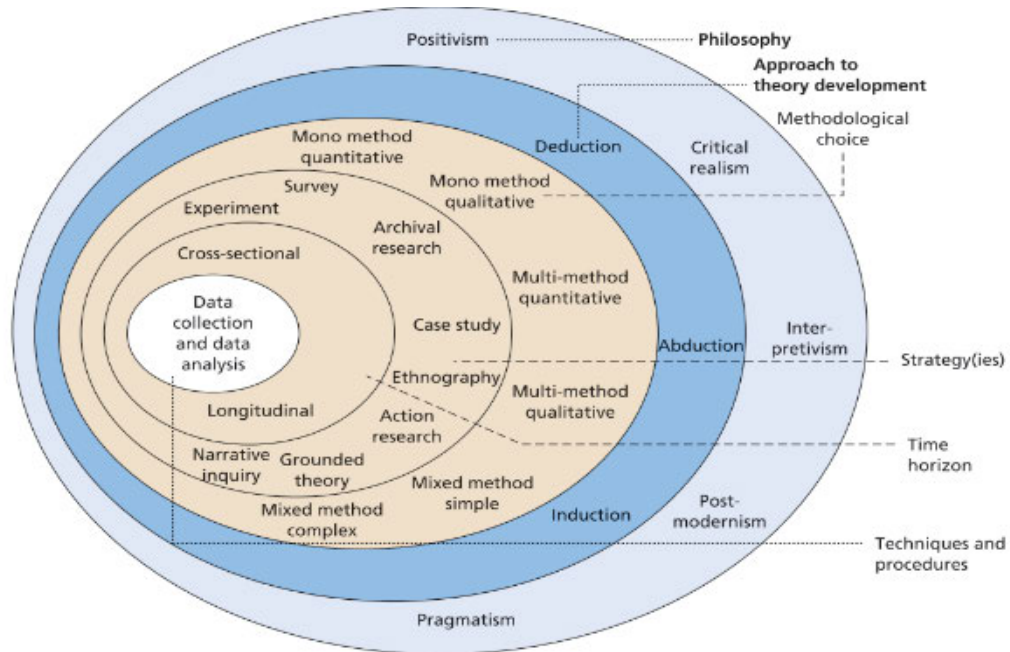 Positivism
Philosophy
Approach to
theory development
Methodological
choice
Mono method
quantitative
Deduction
Critical
realism
Survey
Mono method
qualitative
Experiment
Archival
research
Cross-sectional
Multi-method
quantitative
Data
collection
and data
analysis
Case study
Abduction
Inter-
pretivism
Strategy(ies)
Ethnography
Multi-method
qualitative
Longitudinal
Action
research
Time
horizon
Narrative
inquiry
Grounded
theory
Mixed method
simple
Mixed method
complex
Induction
Post-
modernism
Techniques and
procedures
Pragmatism